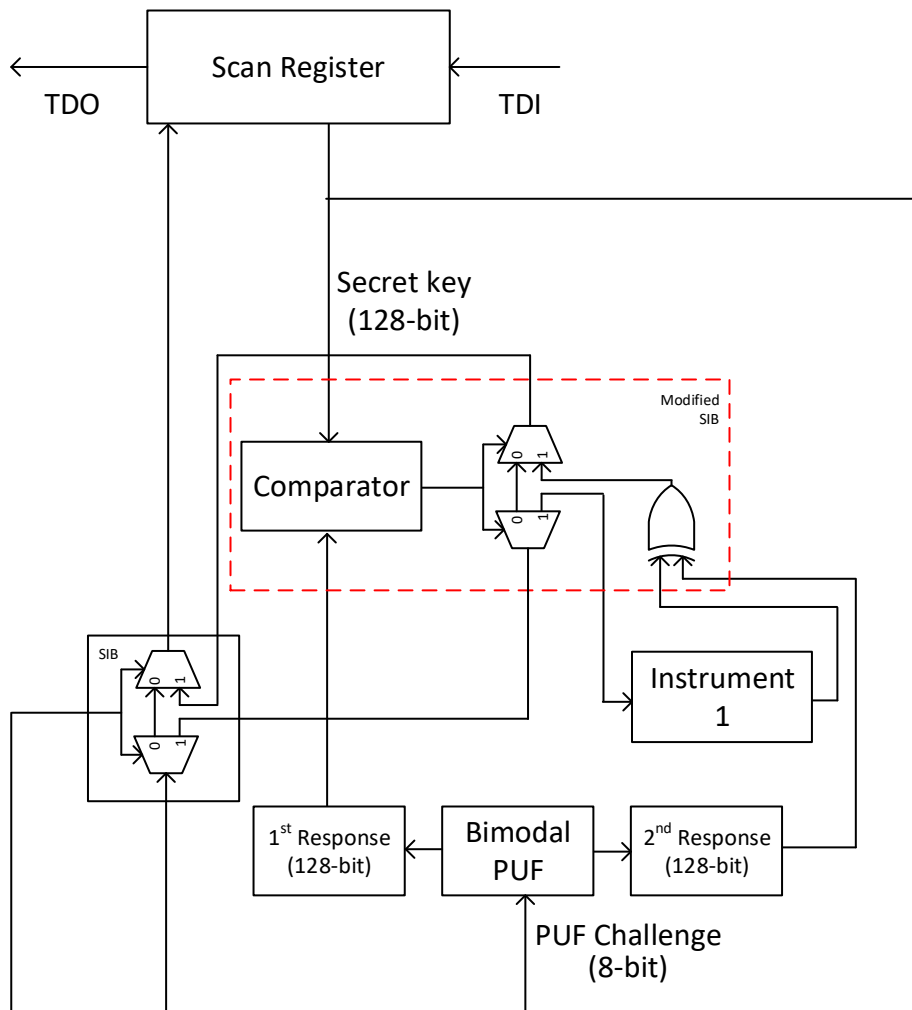 Scan Register
TDO
TDI
Secret key
(128-bit)
Modified
SIB
0
1
Comparator
0
1
SIB
0
1
Instrument
1
0
1
1st Response
(128-bit)
Bimodal
PUF
2nd Response
(128-bit)
PUF Challenge
(8-bit)